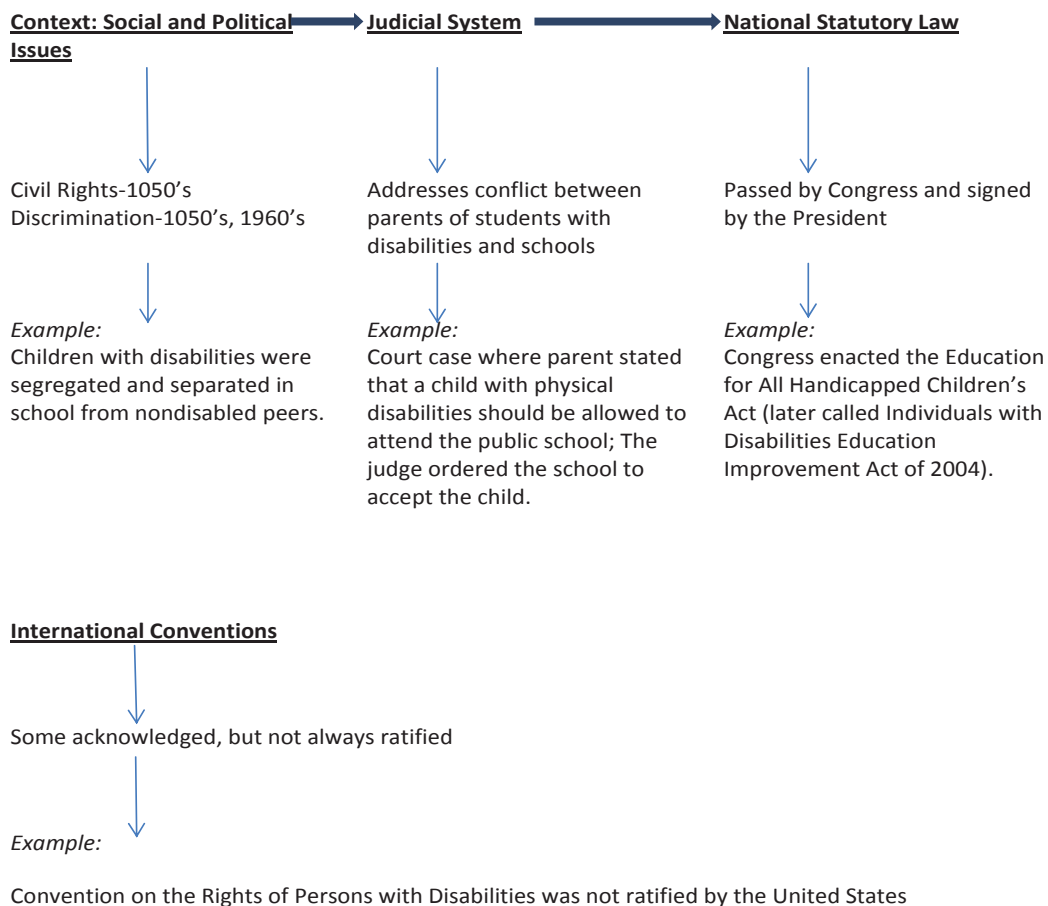 Context: Social and Political
Issues
Judicial System
National Statutory Law
Civil Rights-1050’s
Discrimination-1050’s, 1960’s
Addresses conflict between
parents of students with
disabilities and schools
Passed by Congress and signed
by the President
Example:
Children with disabilities were
segregated and separated in
school from nondisabled peers.
Example:
Court case where parent stated
that a child with physical
disabilities should be allowed to
attend the public school; The
judge ordered the school to
accept the child.
Example:
Congress enacted the Education
for All Handicapped Children’s
Act (later called Individuals with
Disabilities Education
Improvement Act of 2004).
International Conventions
Some acknowledged, but not always ratified
Example:
Convention on the Rights of Persons with Disabilities was not ratified by the United States